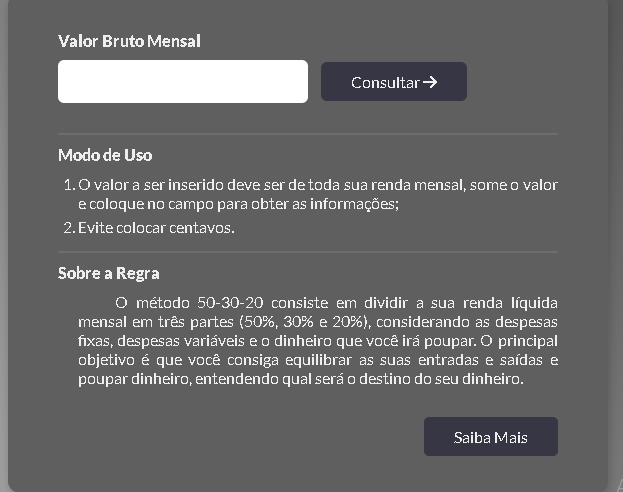 Valor Bruto Mensal
Consultar
Modo de Uso
1. O valor a ser inserido deve ser de toda sua renda mensal, some o valor
e coloque no campo para obter as informações;
2. Evite colocar centavos.
Sobre a Regra
O método 50-30-20 consiste em dividir a sua renda líquida
mensal em três partes (50%, 30% e 20%), considerando as despesas
fixas, despesas variáveis e o dinheiro que você irá poupar. O principal
objetivo é que você consiga equilibrar as suas entradas e saídas e
poupar dinheiro, entendendo qual será o destino do seu dinheiro.
Saiba Mais